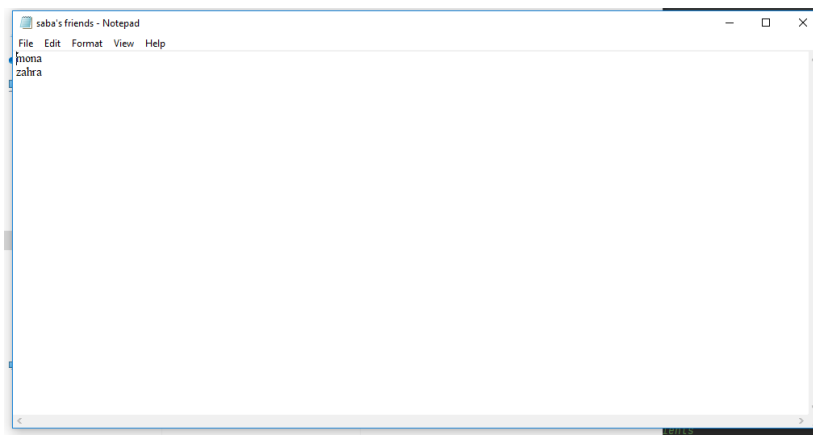 saba's friends - Notepad
File Edit Format View Help
mona
zahra